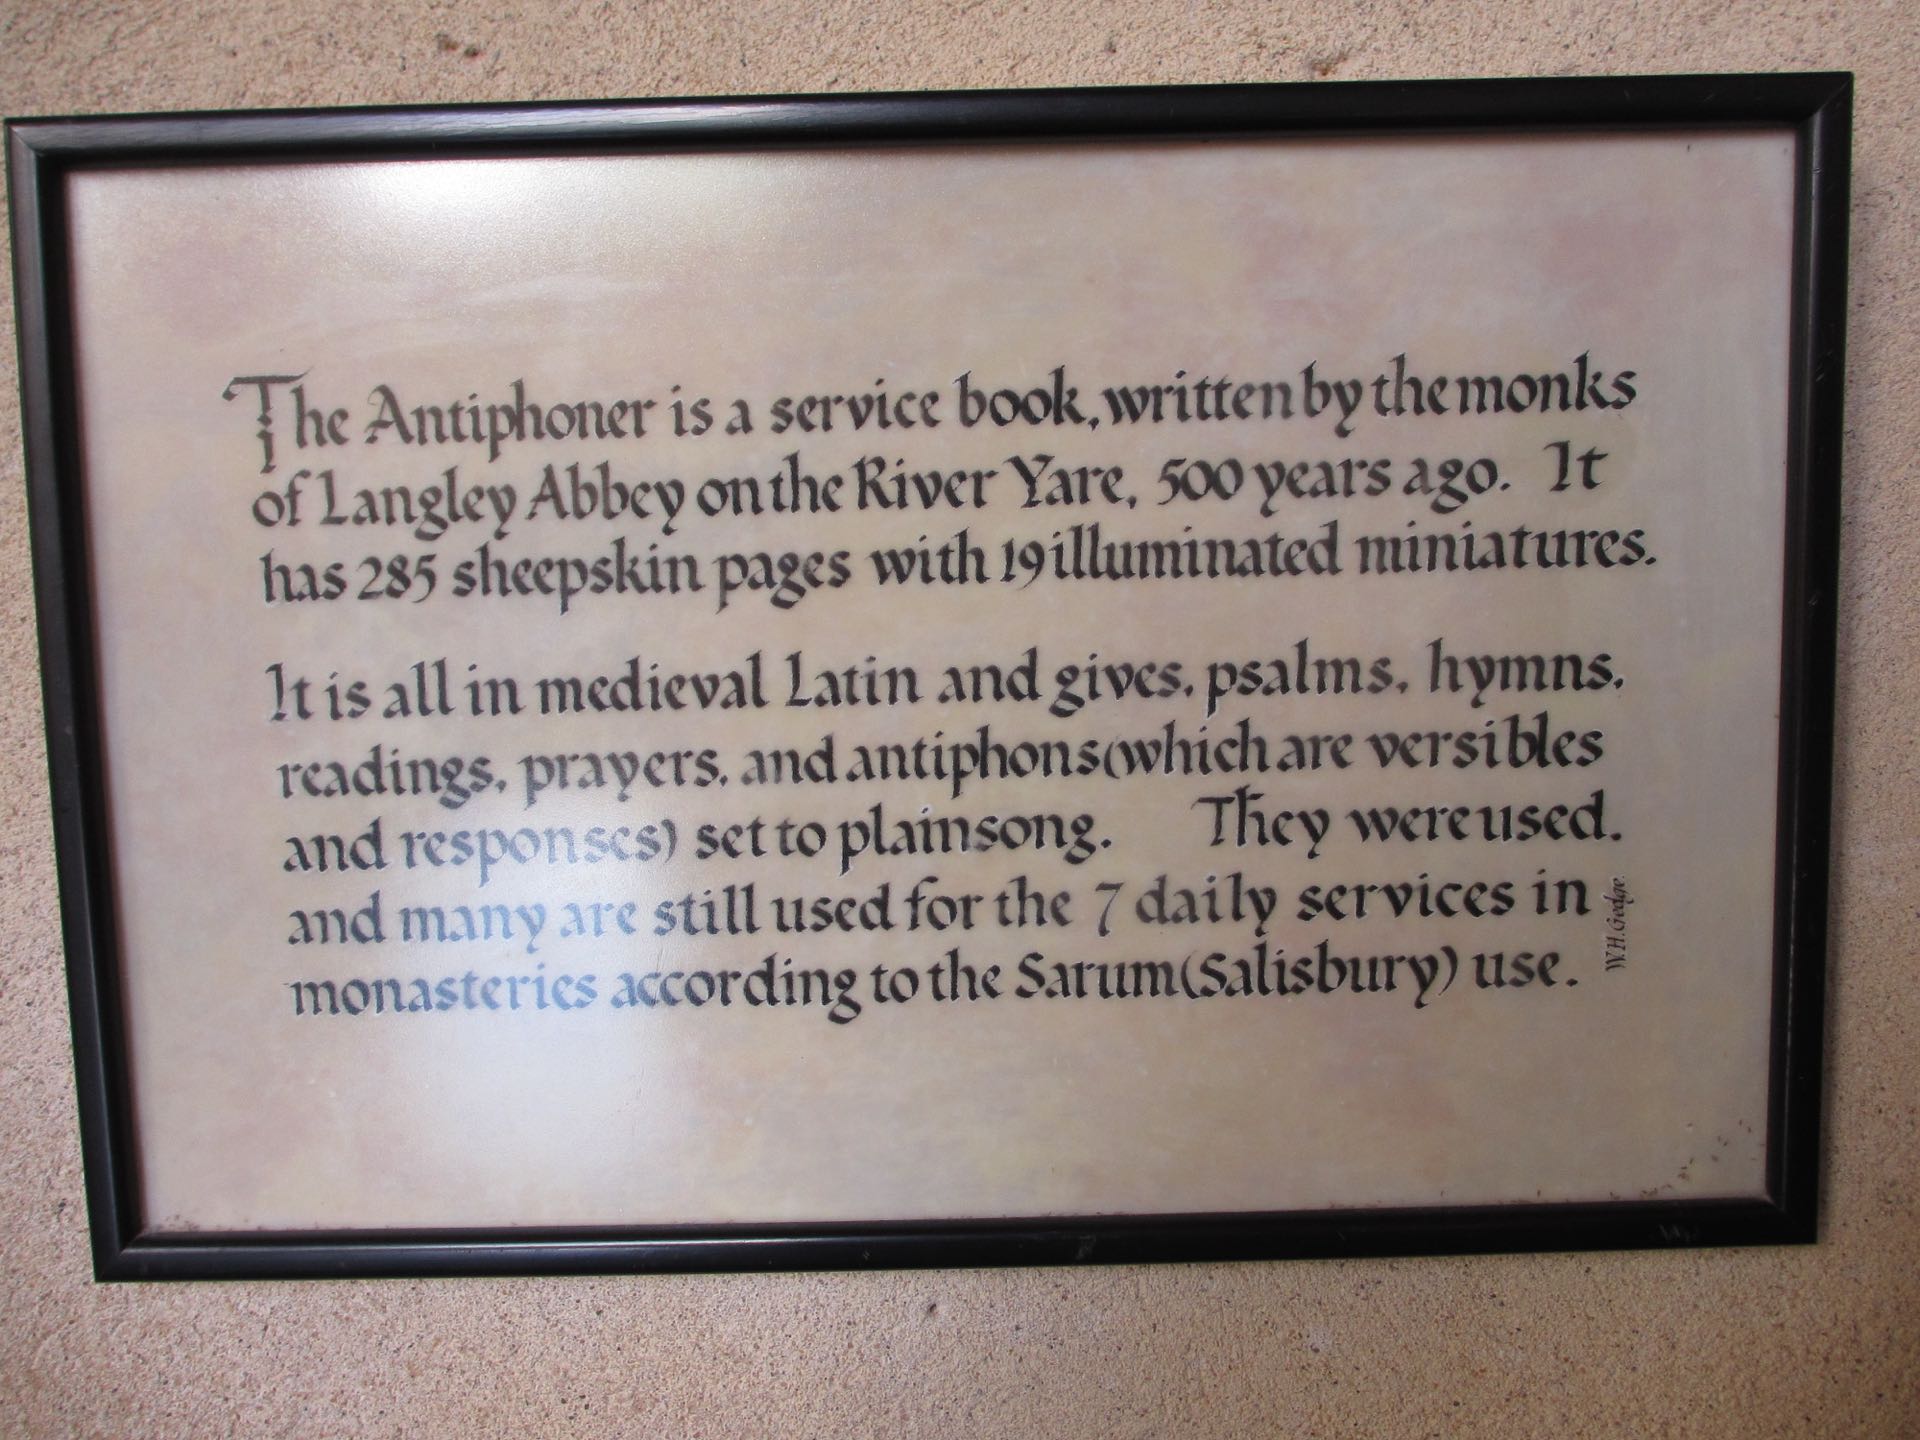 The Antiphoner is a service book, written by the monks
of Langley Abbey on the River Yare, 500 years ago. It
has 285 sheepskin pages with 19 illuminated miniatures.
It is all in medieval Latin and gives, psalms, hymns,
readings, prayers, and antiphons (which are versibles
and responses) set to plainsong. They were used,
and many are still used for the 7 daily services in
monasteries according to the Sarum (Salisbury) use.
W.H. Gedge.